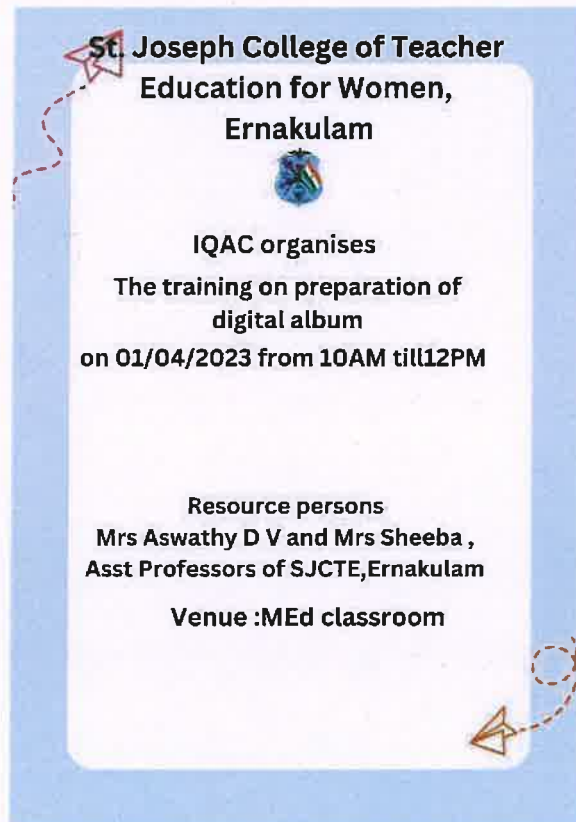 St. Joseph College of Teacher
Education for Women,
Ernakulam
IQAC organises
The training on preparation of
digital album
on 01/04/2023 from 10AM till12PM
Resource persons
Mrs Aswathy D V and Mrs Sheeba ,
Asst Professors of SJCTE,Ernakulam
Venue :MEd classroom